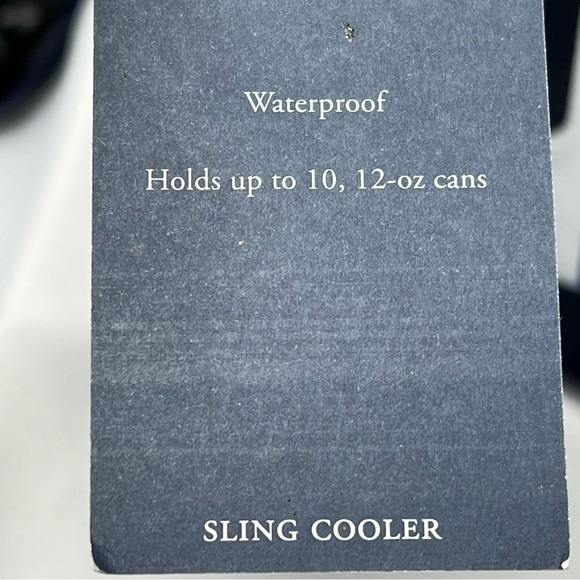 Waterproof
Holds up to 10, 12-oz cans
SLING COOLER